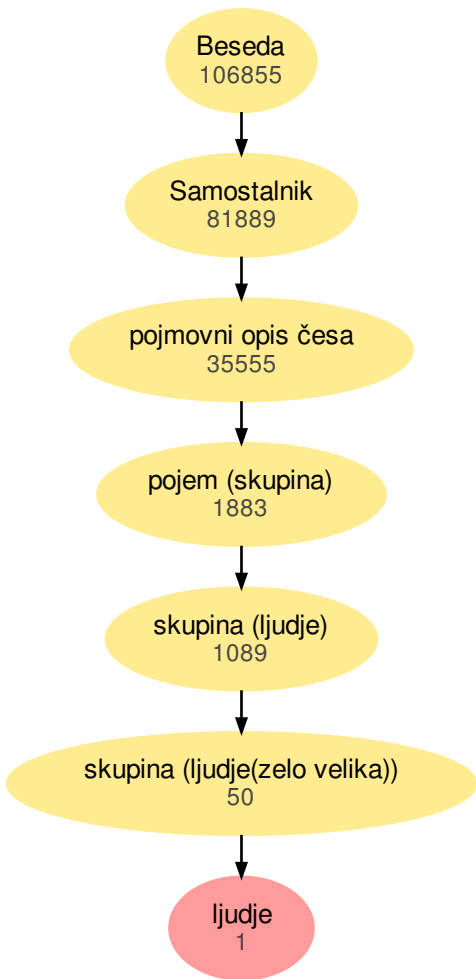 Beseda
106855
Samostalnik
81889
pojmovni opis česa
35555
pojem (skupina)
1883
skupina (ljudje)
1089
skupina (ljudje(zelo velika))
50
ljudje
1